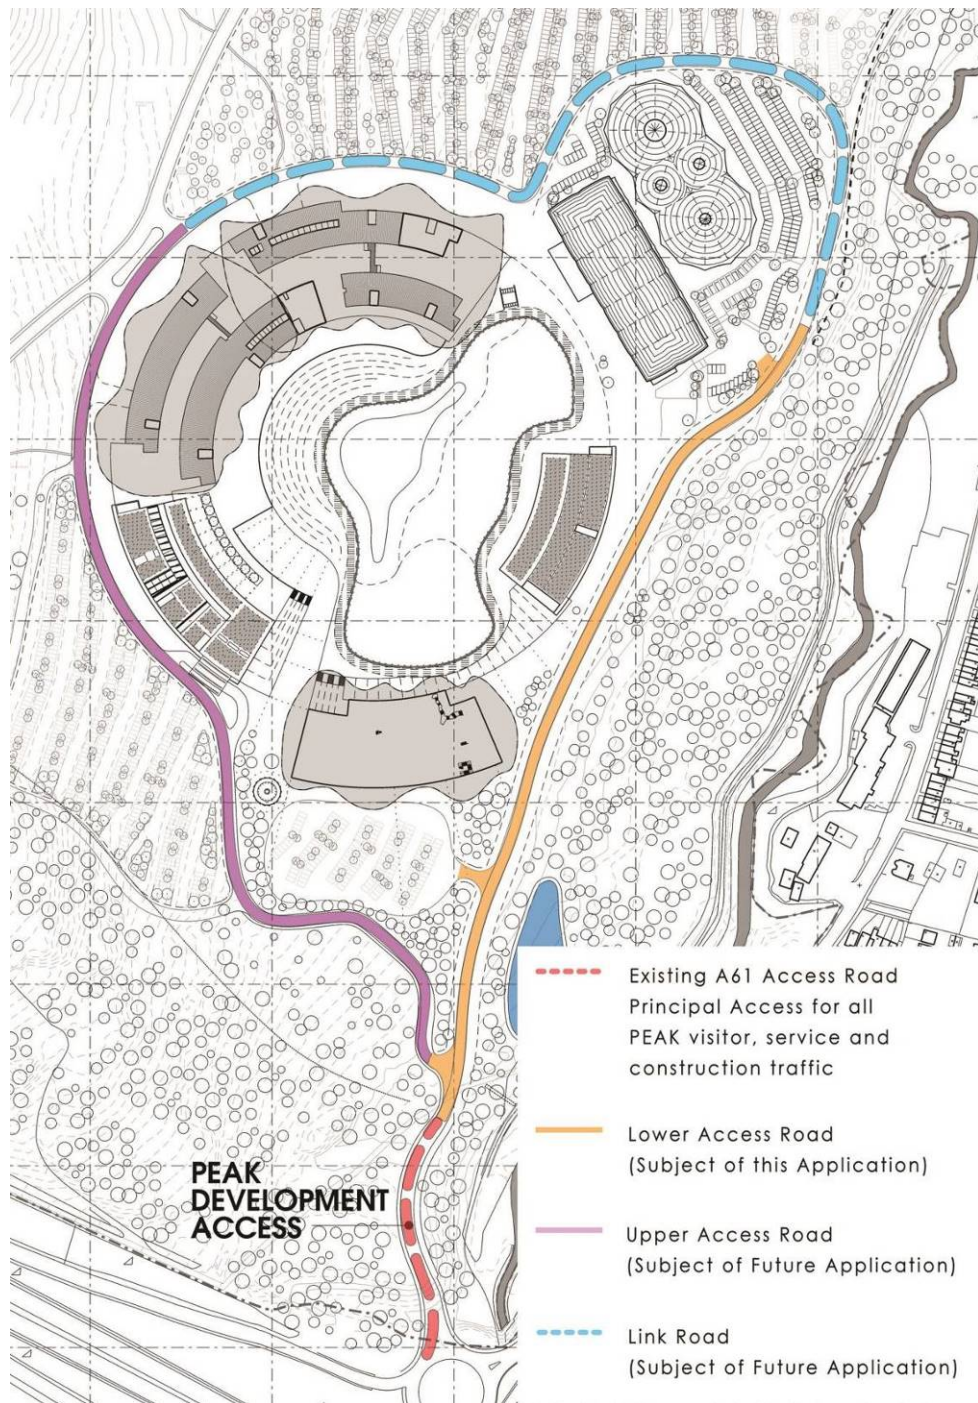 PEAK
DEVELOPMENT
ACCESS
Existing A61 Access Road
Principal Access for all
PEAK visitor, service and
construction traffic
Lower Access Road
(Subject of this Application)
Upper Access Road
(Subject of Future Application)
Link Road
(Subject of Future Application)